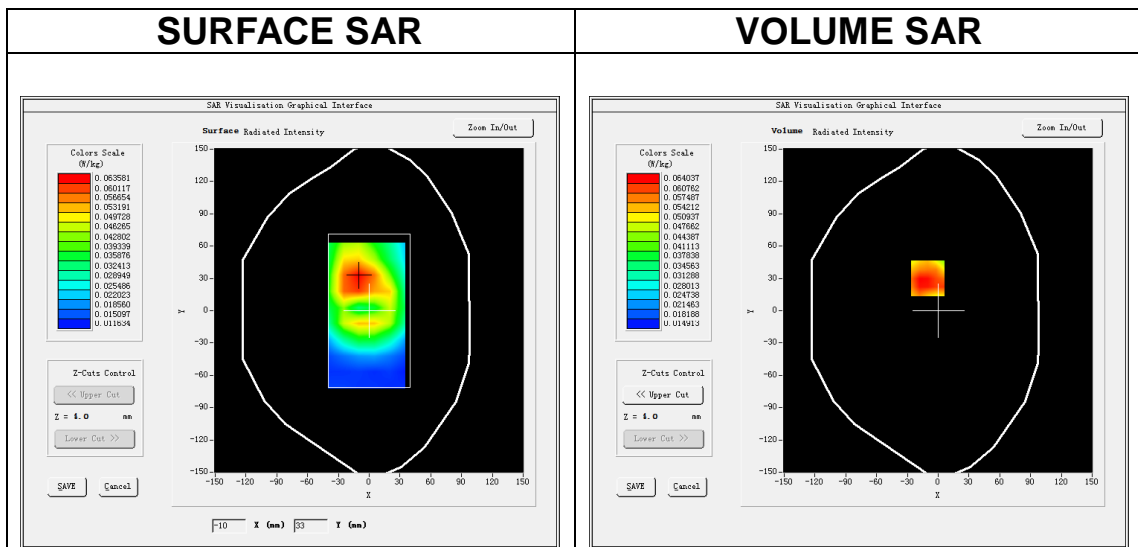 SURFACE SAR
VOLUME SAR
SAR Visualisation Graphical Interface
Surface Radiated Intensity
Zoom In/Out
Colors Scale
(W/kg)
0.063581
0.060117
0.056654
0.053191
0.049728
0.046265
0.042802
0.039339
0.035876
0.032413
0.028949
0.025486
0.022023
0.018560
0.015097
0.011634
Z-Cuts Control
<< Upper Cut
Z = 4.0 mm
Lower Cut >>
SAVE
Cancel
150
120
90
60
30
0
-30
-60
-90
-120
-150
Y
-150 -120 -90 -60 -30 0 30 60 90 120 150
X
-10 X (mm) 33 Y (mm)
SAR Visualisation Graphical Interface
Volume Radiated Intensity
Zoom In/Out
Colors Scale
(W/kg)
0.064037
0.060762
0.057487
0.054212
0.050937
0.047662
0.044387
0.041113
0.037838
0.034563
0.031288
0.028013
0.024738
0.021463
0.018188
0.014913
Z-Cuts Control
<< Upper Cut
Z = 4.0 mm
Lower Cut >>
SAVE
Cancel
150
120
90
60
30
0
-30
-60
-90
-120
-150
Y
-150 -120 -90 -60 -30 0 30 60 90 120 150
X